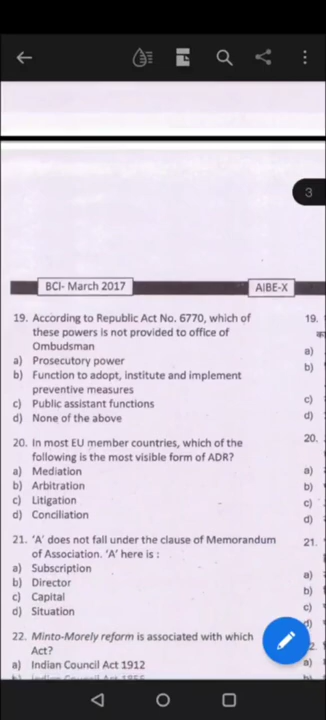 3
BCI- March 2017
AIBE-X
19. According to Republic Act No. 6770, which of
these powers is not provided to office of
Ombudsman
a) Prosecutory power
b) Function to adopt, institute and implement
preventive measures
c) Public assistant functions
d) None of the above
20. In most EU member countries, which of the
following is the most visible form of ADR?
a) Mediation
b) Arbitration
c) Litigation
d) Conciliation
21. ‘A’ does not fall under the clause of Memorandum
of Association. ‘A’ here is :
a) Subscription
b) Director
c) Capital
d) Situation
22. Minto-Morely reform is associated with which
Act?
a) Indian Council Act 1912
19.
a)
b)
c)
d)
20.
a)
b)
c)
d)
21.
a)
b)
c)
d)
a)